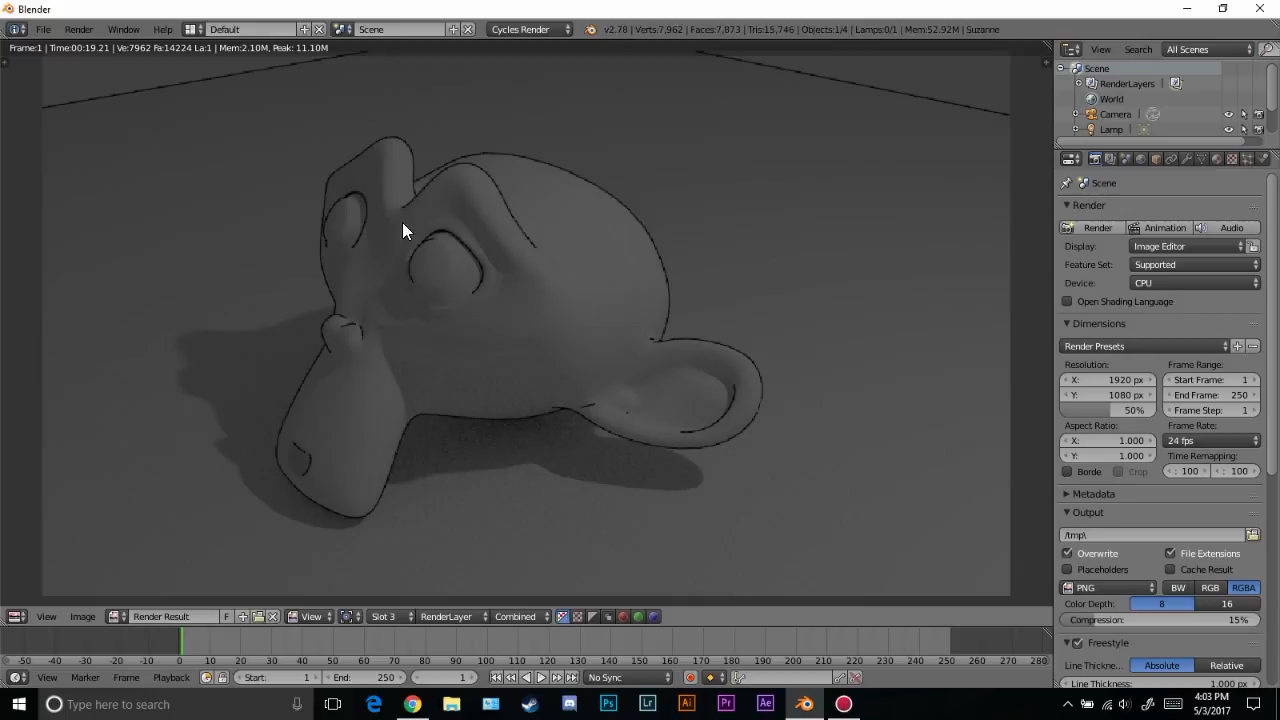 Blender
File Render Window Help Default Scene Cycles Render v2.78 | Verts:7,962 | Faces:7,873 | Tris:15,746 | Objects:1/4 | Lamps:0/1 | Mem:52.92M | Suzanne
Frame:1 | Time:00:19.21 | Ve:7962 Fa:14224 La:1 | Mem:2.10M, Peak: 11.10M
View Search All Scenes
Scene
RenderLayers
World
Camera
Lamp
Scene
Render
Render Animation Audio
Display: Image Editor
Feature Set: Supported
Device: CPU
Open Shading Language
Dimensions
Render Presets
Resolution: Frame Range:
X: 1920 px Start Frame: 1
Y: 1080 px End Frame: 250
50% Frame Step: 1
Aspect Ratio: Frame Rate:
X: 1.000 24 fps
Y: 1.000 Time Remapping:
Borde Crop : 100 : 100
Metadata
Output
/tmp\
Overwrite File Extensions
Placeholders Cache Result
PNG BW RGB RGBA
Color Depth: 8 16
Compression: 15%
Freestyle
Line Thickne... Absolute Relative
Line Thickness: 1.000 px
View Image Render Result F View Slot 3 RenderLayer Combined
-50 -40 -30 -20 -10 0 10 20 30 40 50 60 70 80 90 100 110 120 130 140 150 160 170 180 190 200 210 220 230 240 250 260 270 280
View Marker Frame Playback Start: 1 End: 250 1 No Sync
Type here to search Ps Lr Ai Pr Ae 4:03 PM
5/3/2017